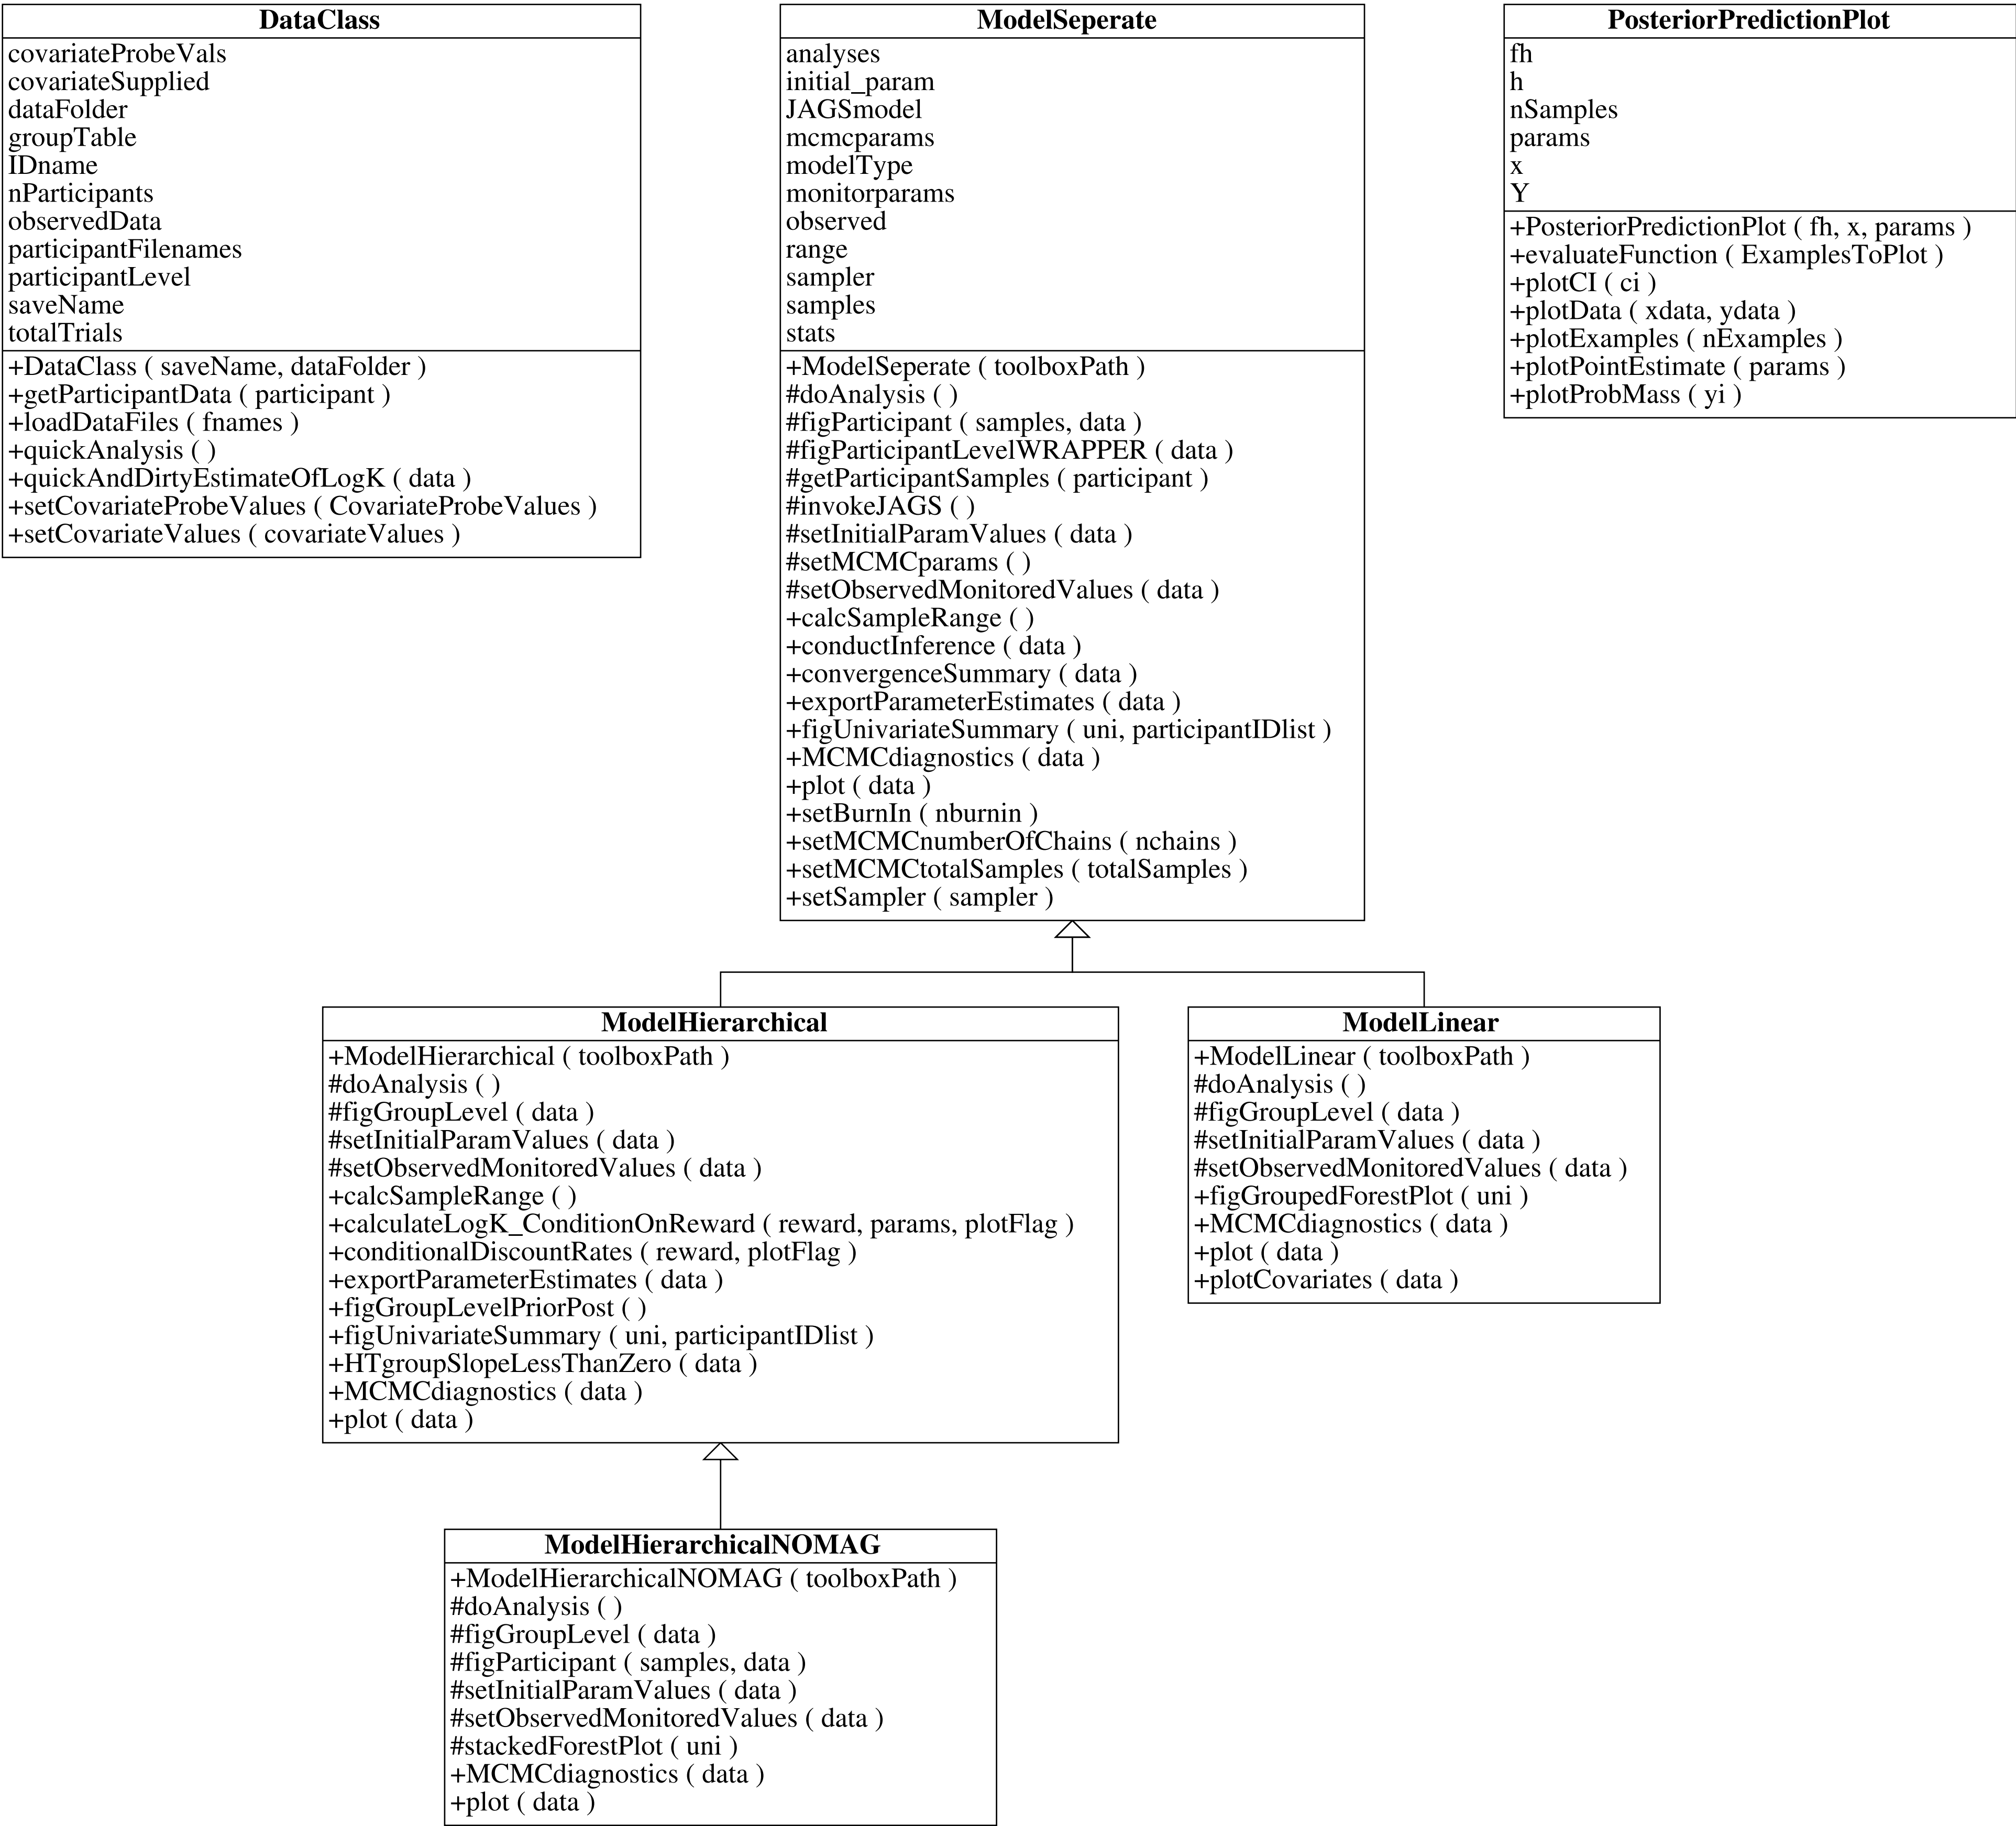 DataClass
covariateProbeVals
covariateSupplied
dataFolder
groupTable
IDname
nParticipants
observedData
participantFilenames
participantLevel
saveName
totalTrials
+DataClass ( saveName, dataFolder )
+getParticipantData ( participant )
+loadDataFiles ( fnames )
+quickAnalysis ( )
+quickAndDirtyEstimateOfLogK ( data )
+setCovariateProbeValues ( CovariateProbeValues )
+setCovariateValues ( covariateValues )
ModelSeperate
analyses
initial_param
JAGSmodel
mcmcparams
modelType
monitorparams
observed
range
sampler
samples
stats
+ModelSeperate ( toolboxPath )
#doAnalysis ( )
#figParticipant ( samples, data )
#figParticipantLevelWRAPPER ( data )
#getParticipantSamples ( participant )
#invokeJAGS ( )
#setInitialParamValues ( data )
#setMCMCparams ( )
#setObservedMonitoredValues ( data )
+calcSampleRange ( )
+conductInference ( data )
+convergenceSummary ( data )
+exportParameterEstimates ( data )
+figUnivariateSummary ( uni, participantIDlist )
+MCMCdiagnostics ( data )
+plot ( data )
+setBurnIn ( nburnin )
+setMCMCnumberOfChains ( nchains )
+setMCMCtotalSamples ( totalSamples )
+setSampler ( sampler )
PosteriorPredictionPlot
fh
h
nSamples
params
x
Y
+PosteriorPredictionPlot ( fh, x, params )
+evaluateFunction ( ExamplesToPlot )
+plotCI ( ci )
+plotData ( xdata, ydata )
+plotExamples ( nExamples )
+plotPointEstimate ( params )
+plotProbMass ( yi )
ModelHierarchical
+ModelHierarchical ( toolboxPath )
#doAnalysis ( )
#figGroupLevel ( data )
#setInitialParamValues ( data )
#setObservedMonitoredValues ( data )
+calcSampleRange ( )
+calculateLogK_ConditionOnReward ( reward, params, plotFlag )
+conditionalDiscountRates ( reward, plotFlag )
+exportParameterEstimates ( data )
+figGroupLevelPriorPost ( )
+figUnivariateSummary ( uni, participantIDlist )
+HTgroupSlopeLessThanZero ( data )
+MCMCdiagnostics ( data )
+plot ( data )
ModelLinear
+ModelLinear ( toolboxPath )
#doAnalysis ( )
#figGroupLevel ( data )
#setInitialParamValues ( data )
#setObservedMonitoredValues ( data )
+figGroupedForestPlot ( uni )
+MCMCdiagnostics ( data )
+plot ( data )
+plotCovariates ( data )
ModelHierarchicalNOMAG
+ModelHierarchicalNOMAG ( toolboxPath )
#doAnalysis ( )
#figGroupLevel ( data )
#figParticipant ( samples, data )
#setInitialParamValues ( data )
#setObservedMonitoredValues ( data )
#stackedForestPlot ( uni )
+MCMCdiagnostics ( data )
+plot ( data )